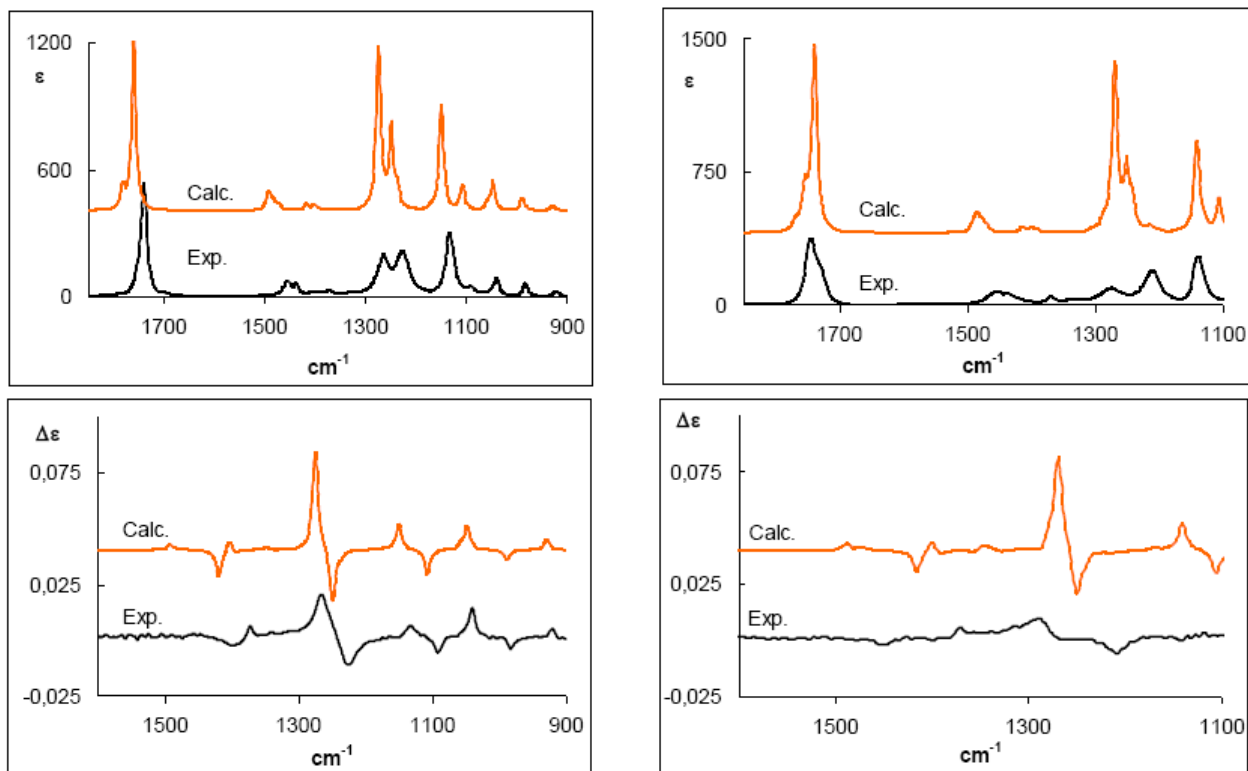 1200
ε
600
0
Calc.
Exp.
1700 1500 1300 1100 900
cm-1
1500
ε
750
0
Calc.
Exp.
1700 1500 1300 1100
cm-1
Δε
0,075
Calc.
0,025
Exp.
-0,025
1500 1300 1100 900
cm-1
Δε
0,075
Calc.
0,025
Exp.
-0,025
1500 1300 1100
cm-1